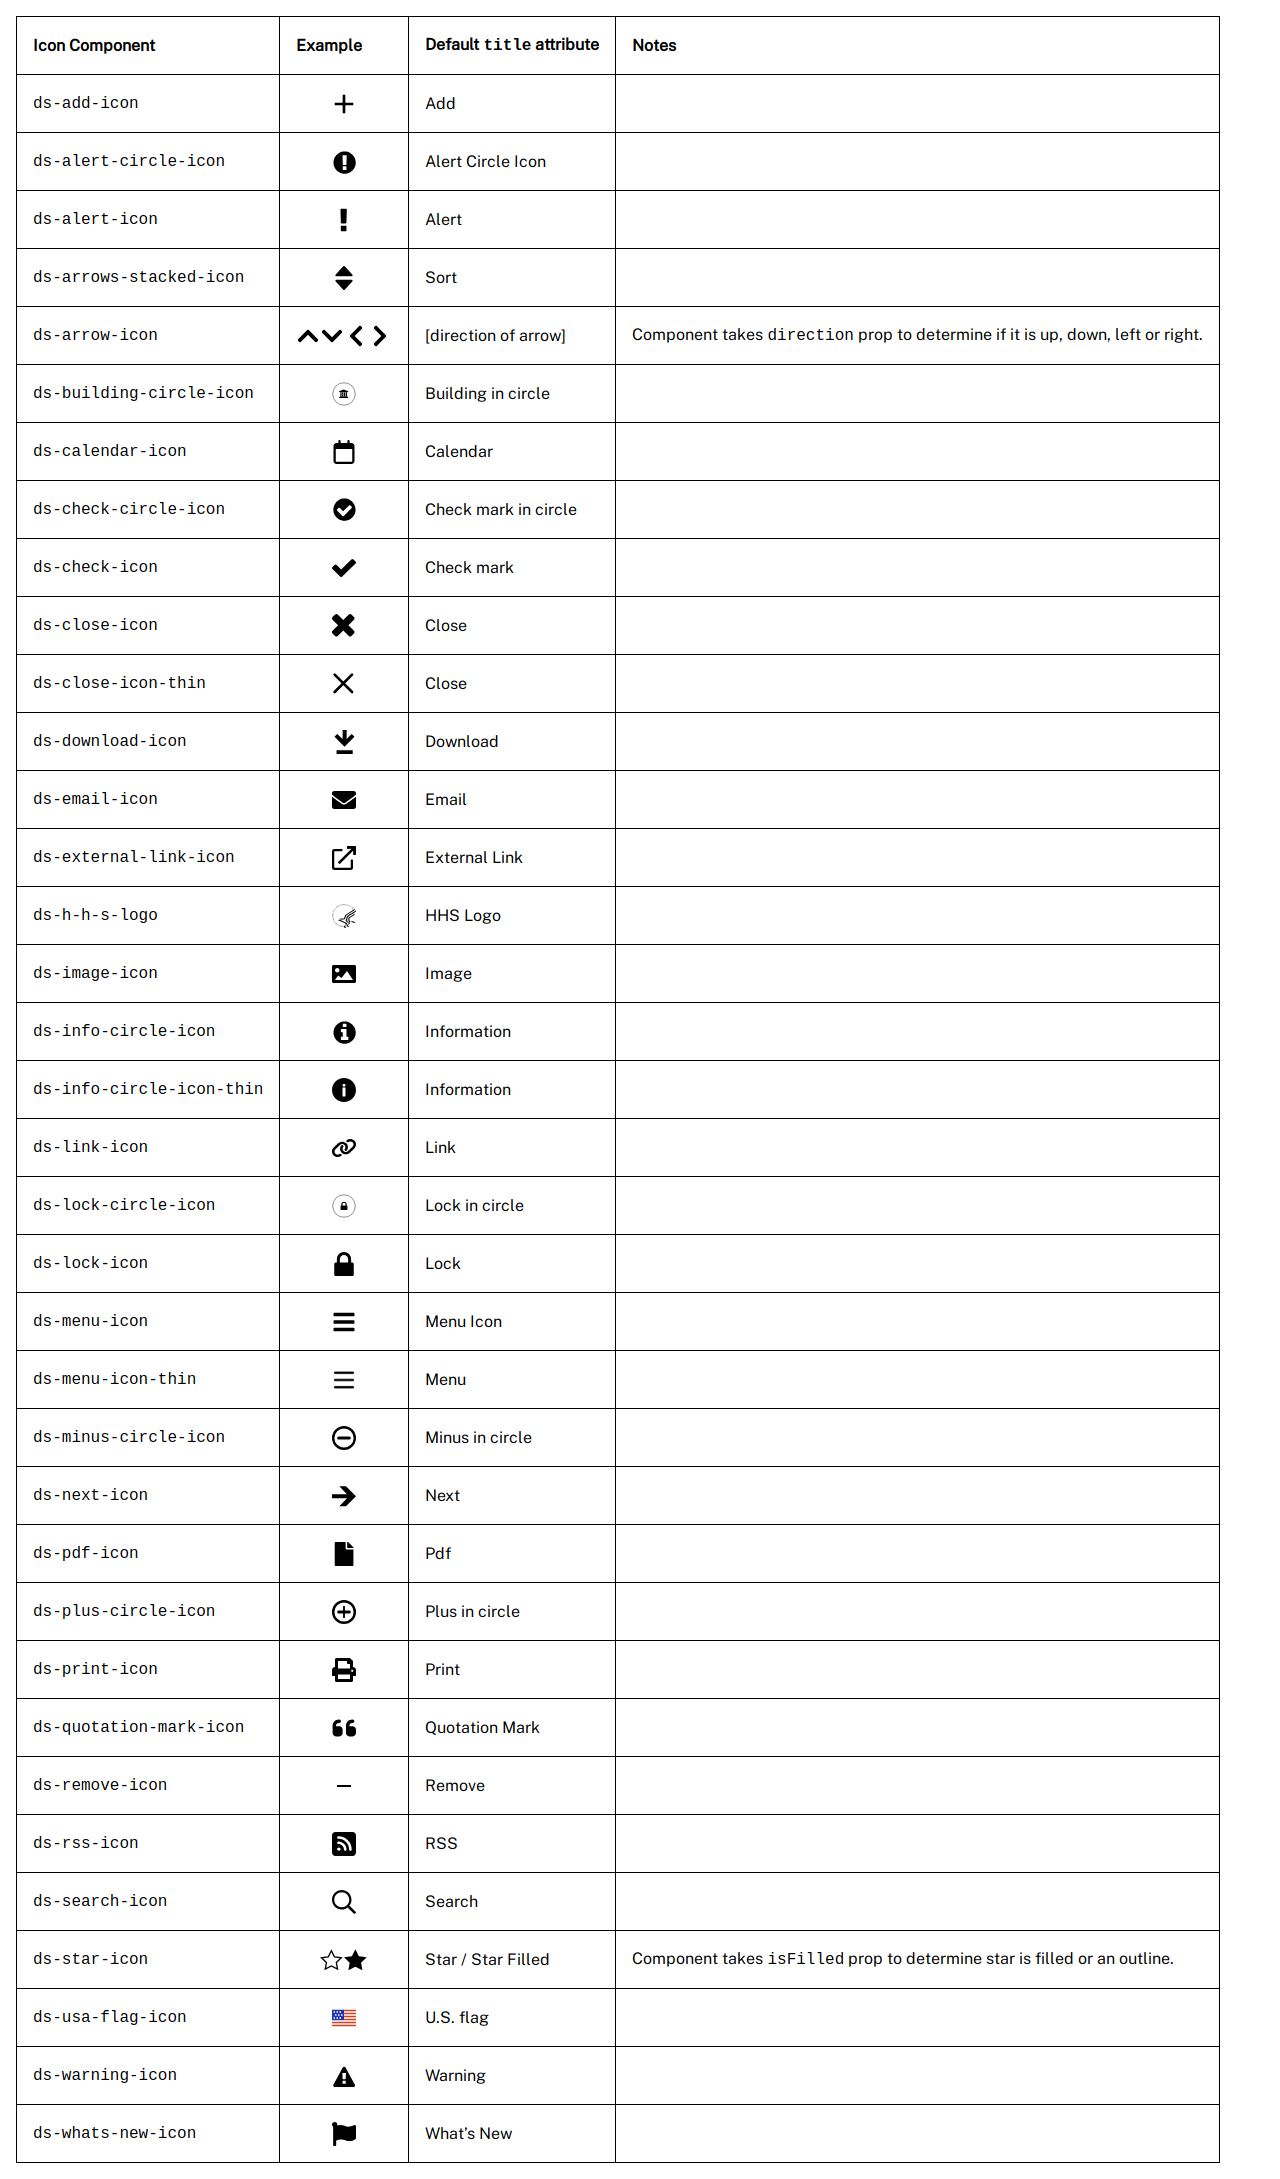 Icon Component Example Default title attribute Notes
ds-add-icon Add
ds-alert-circle-icon Alert Circle Icon
ds-alert-icon Alert
ds-arrows-stacked-icon Sort
ds-arrow-icon [direction of arrow] Component takes direction prop to determine if it is up, down, left or right.
ds-building-circle-icon Building in circle
ds-calendar-icon Calendar
ds-check-circle-icon Check mark in circle
ds-check-icon Check mark
ds-close-icon Close
ds-close-icon-thin Close
ds-download-icon Download
ds-email-icon Email
ds-external-link-icon External Link
ds-h-h-s-logo HHS Logo
ds-image-icon Image
ds-info-circle-icon Information
ds-info-circle-icon-thin Information
ds-link-icon Link
ds-lock-circle-icon Lock in circle
ds-lock-icon Lock
ds-menu-icon Menu Icon
ds-menu-icon-thin Menu
ds-minus-circle-icon Minus in circle
ds-next-icon Next
ds-pdf-icon Pdf
ds-plus-circle-icon Plus in circle
ds-print-icon Print
ds-quotation-mark-icon Quotation Mark
ds-remove-icon Remove
ds-rss-icon RSS
ds-search-icon Search
ds-star-icon Star / Star Filled Component takes isFilled prop to determine star is filled or an outline.
ds-usa-flag-icon U.S. flag
ds-warning-icon Warning
ds-whats-new-icon What’s New